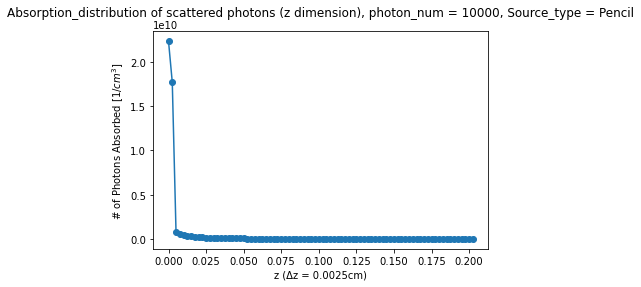 Absorption_distribution of scattered photons (z dimension), photon_num = 10000, Source_type = Pencil
1e10
2.0
1.5
1.0
0.5
0.0
# of Photons Absorbed [1/cm³]
0.000 0.025 0.050 0.075 0.100 0.125 0.150 0.175 0.200
z (Δz = 0.0025cm)